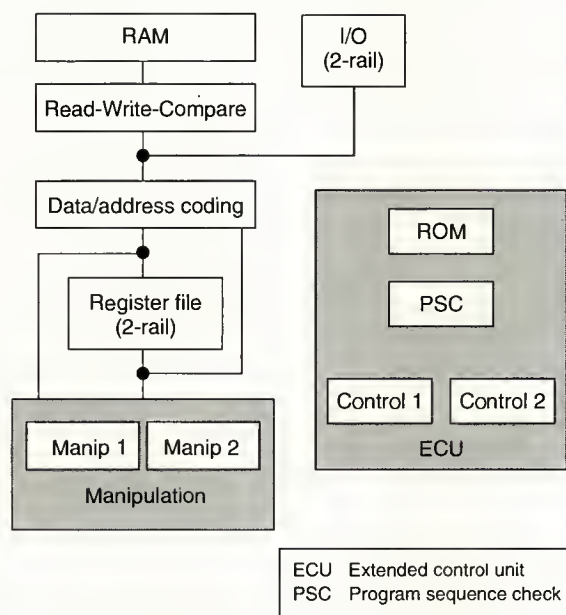 RAM
I/O
(2-rail)
Read-Write-Compare
Data/address coding
ROM
Register file
(2-rail)
PSC
Control 1 Control 2
ECU
Manip 1 Manip 2
Manipulation
ECU Extended control unit
PSC Program sequence check